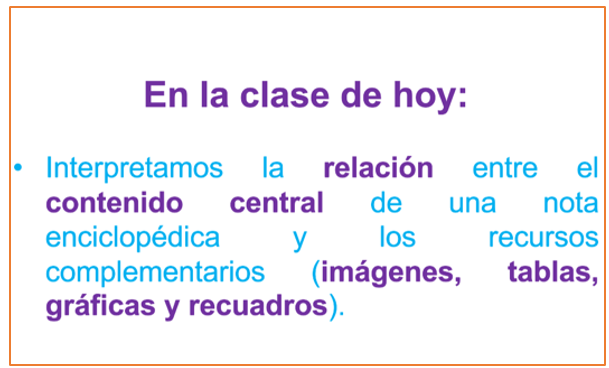 En la clase de hoy:
• Interpretamos la relación entre el
contenido central de una nota
enciclopédica y los recursos
complementarios (imágenes, tablas,
gráficas y recuadros).